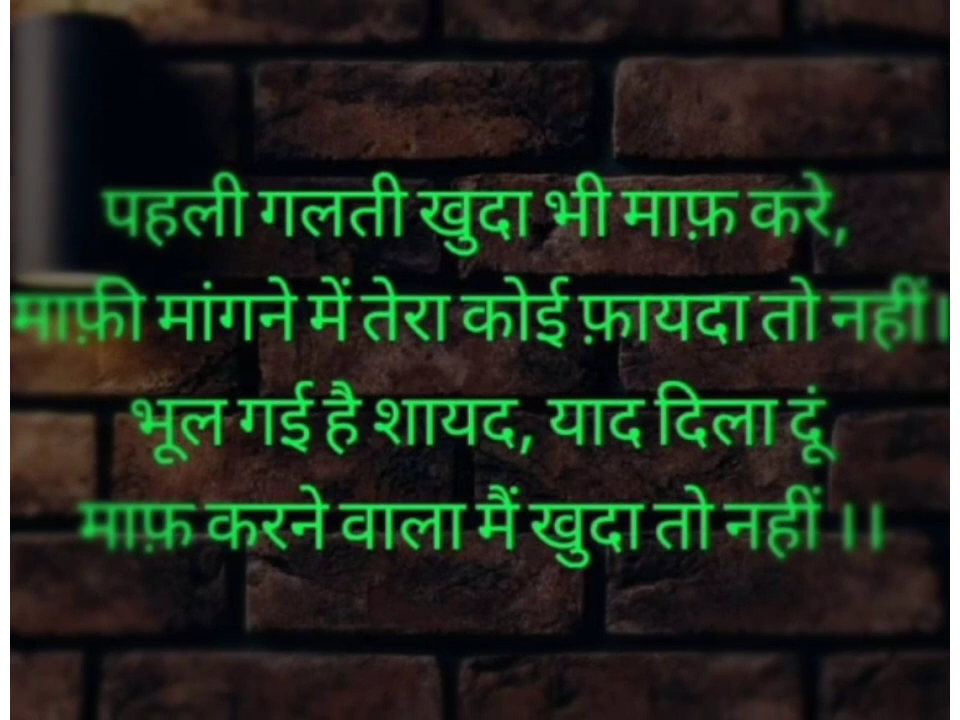 पहली गलती खुदा भी माफ़ करे,
माफ़ी मांगने में तेरा कोई फ़ायदा तो नहीं।
भूल गई है शायद, याद दिला दूं
माफ़ करने वाला मैं खुदा तो नहीं ।।